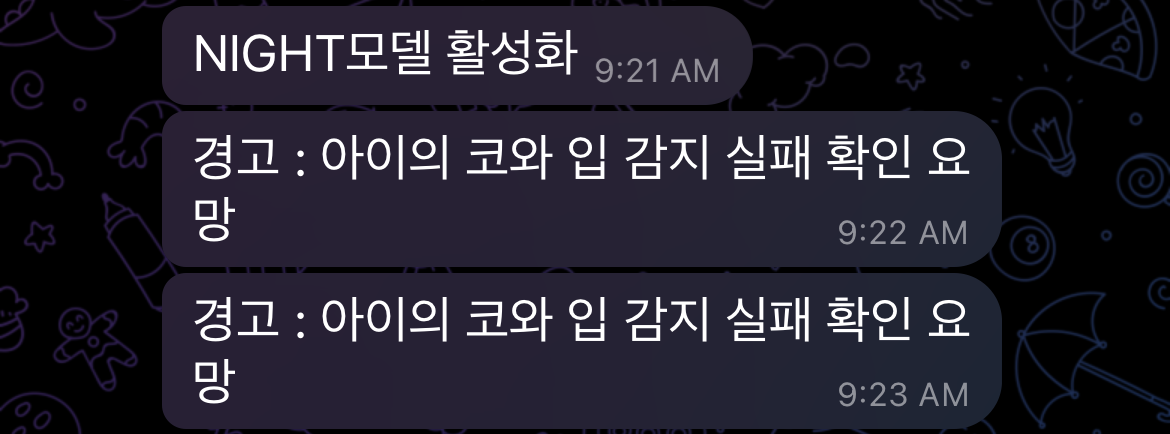 NIGHT모델 활성화 9:21 AM
경고 : 아이의 코와 입 감지 실패 확인 요
망 9:22 AM
경고 : 아이의 코와 입 감지 실패 확인 요
망 9:23 AM